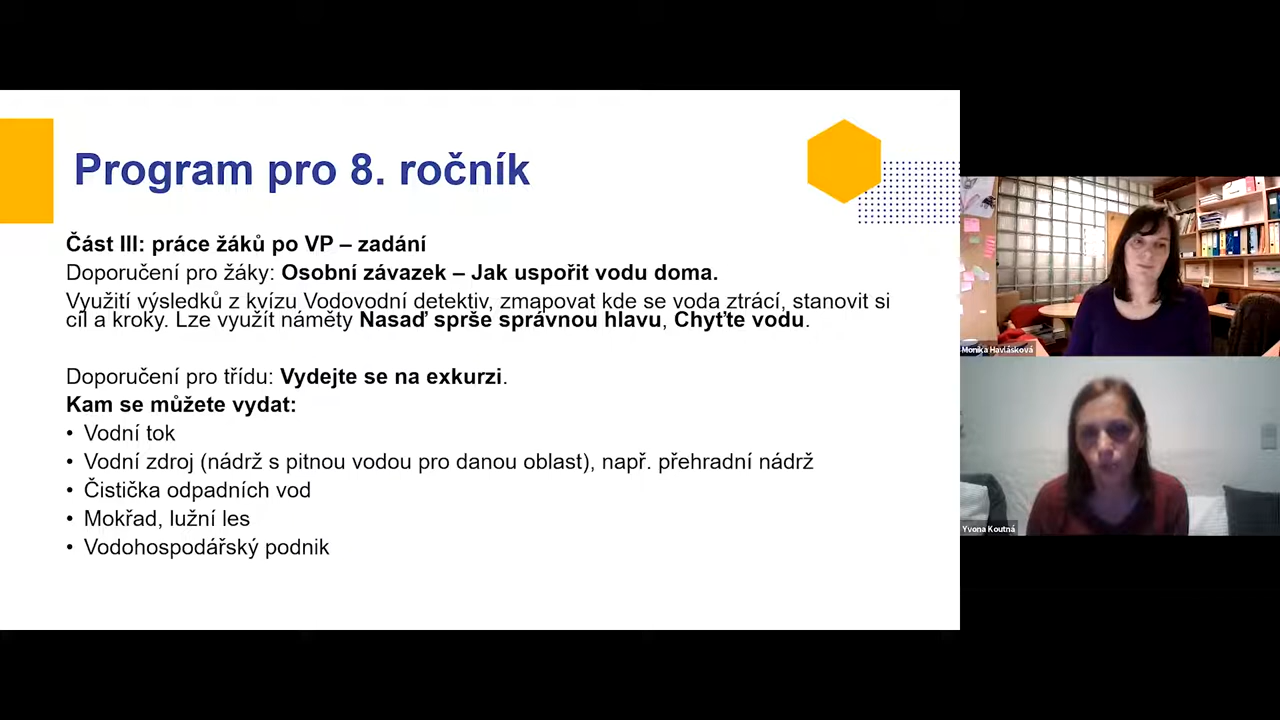 Program pro 8. ročník
Část III: práce žáků po VP – zadání
Doporučení pro žáky: Osobní závazek – Jak uspořit vodu doma.
Využití výsledků z kvízu Vodovodní detektiv, zmapovat kde se voda ztrácí, stanovit si
cíl a kroky. Lze využít náměty Nasaď sprše správnou hlavu, Chyťte vodu.
Doporučení pro třídu: Vydejte se na exkurzi.
Kam se můžete vydat:
• Vodní tok
• Vodní zdroj (nádrž s pitnou vodou pro danou oblast), např. přehradní nádrž
• Čistička odpadních vod
• Mokřad, lužní les
• Vodohospodářský podnik
Monika Havlásková
Yvona Koutná